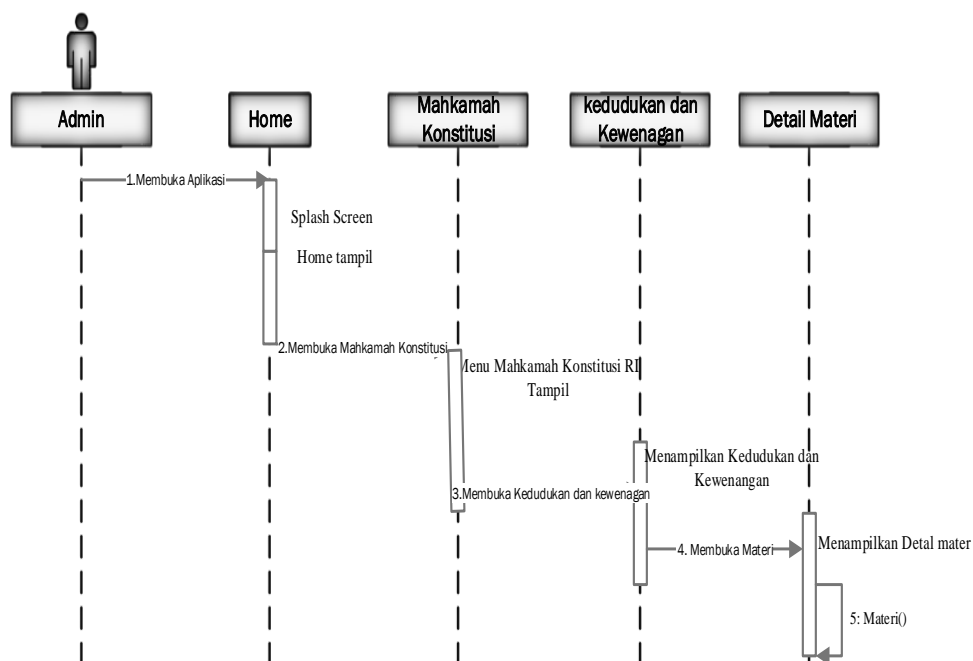 Admin
Home
Mahkamah
Konstitusi
kedudukan dan
Kewenagan
Detail Materi
1.Membuka Aplikasi
Splash Screen
Home tampil
2.Membuka Mahkamah Konstitusi
Menu Mahkamah Konstitusi RI
Tampil
Menampilkan Kedudukan dan
Kewenangan
3.Membuka Kedudukan dan kewenagan
4. Membuka Materi
Menampilkan Detal mater
5: Materi()